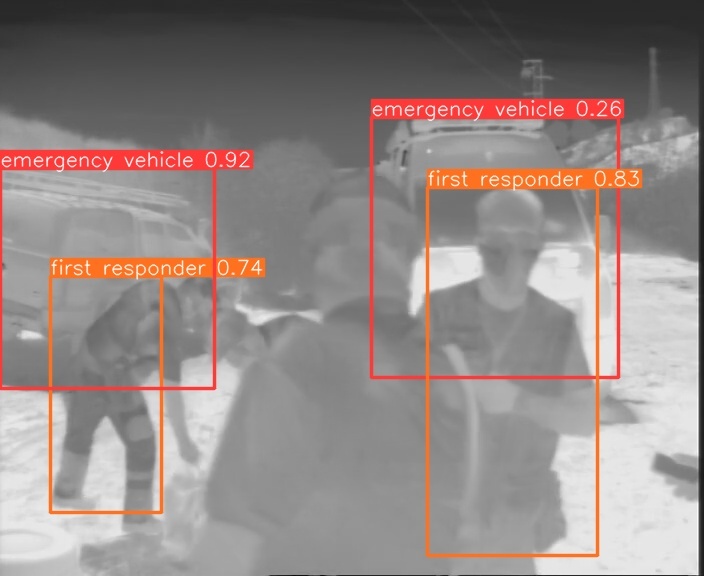 emergency vehicle 0.26
emergency vehicle 0.92
first responder 0.83
first responder 0.74